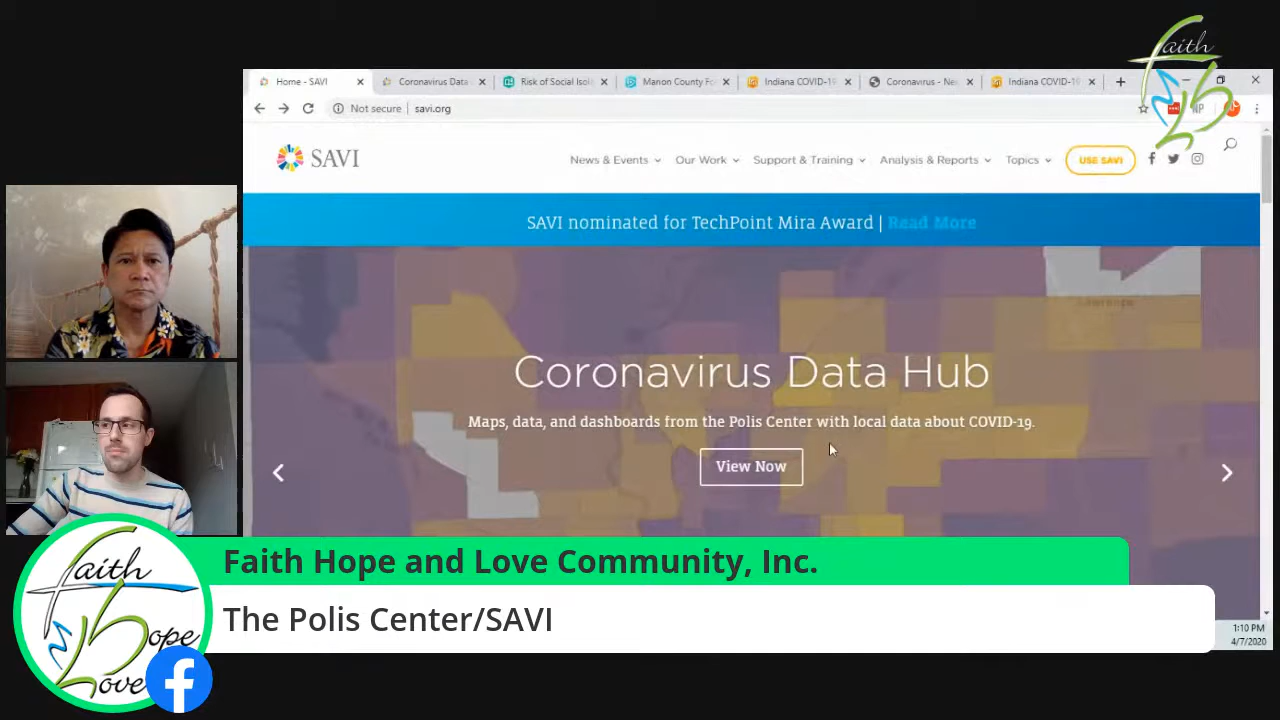 Home - SAVI
Coronavirus Data
Risk of Social Isol
Marion County Fo
Indiana COVID-19
Coronavirus - Ne
Indiana COVID-19
faith
Not secure
savi.org
SAVI
News & Events
Our Work
Support & Training
Analysis & Reports
Topics
USE SAVI
SAVI nominated for TechPoint Mira Award | Read More
Coronavirus Data Hub
Maps, data, and dashboards from the Polis Center with local data about COVID-19.
View Now
faith
hope
Love
Faith Hope and Love Community, Inc.
The Polis Center/SAVI
1:10 PM
4/7/2020